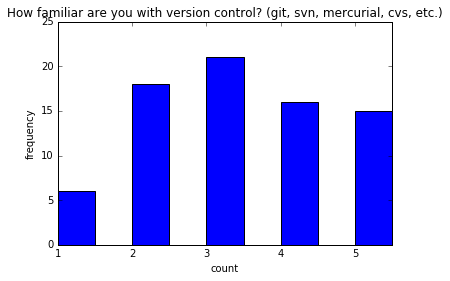 How familiar are you with version control? (git, svn, mercurial, cvs, etc.)
25
20
15
10
5
0
frequency
1 2 3 4 5
count